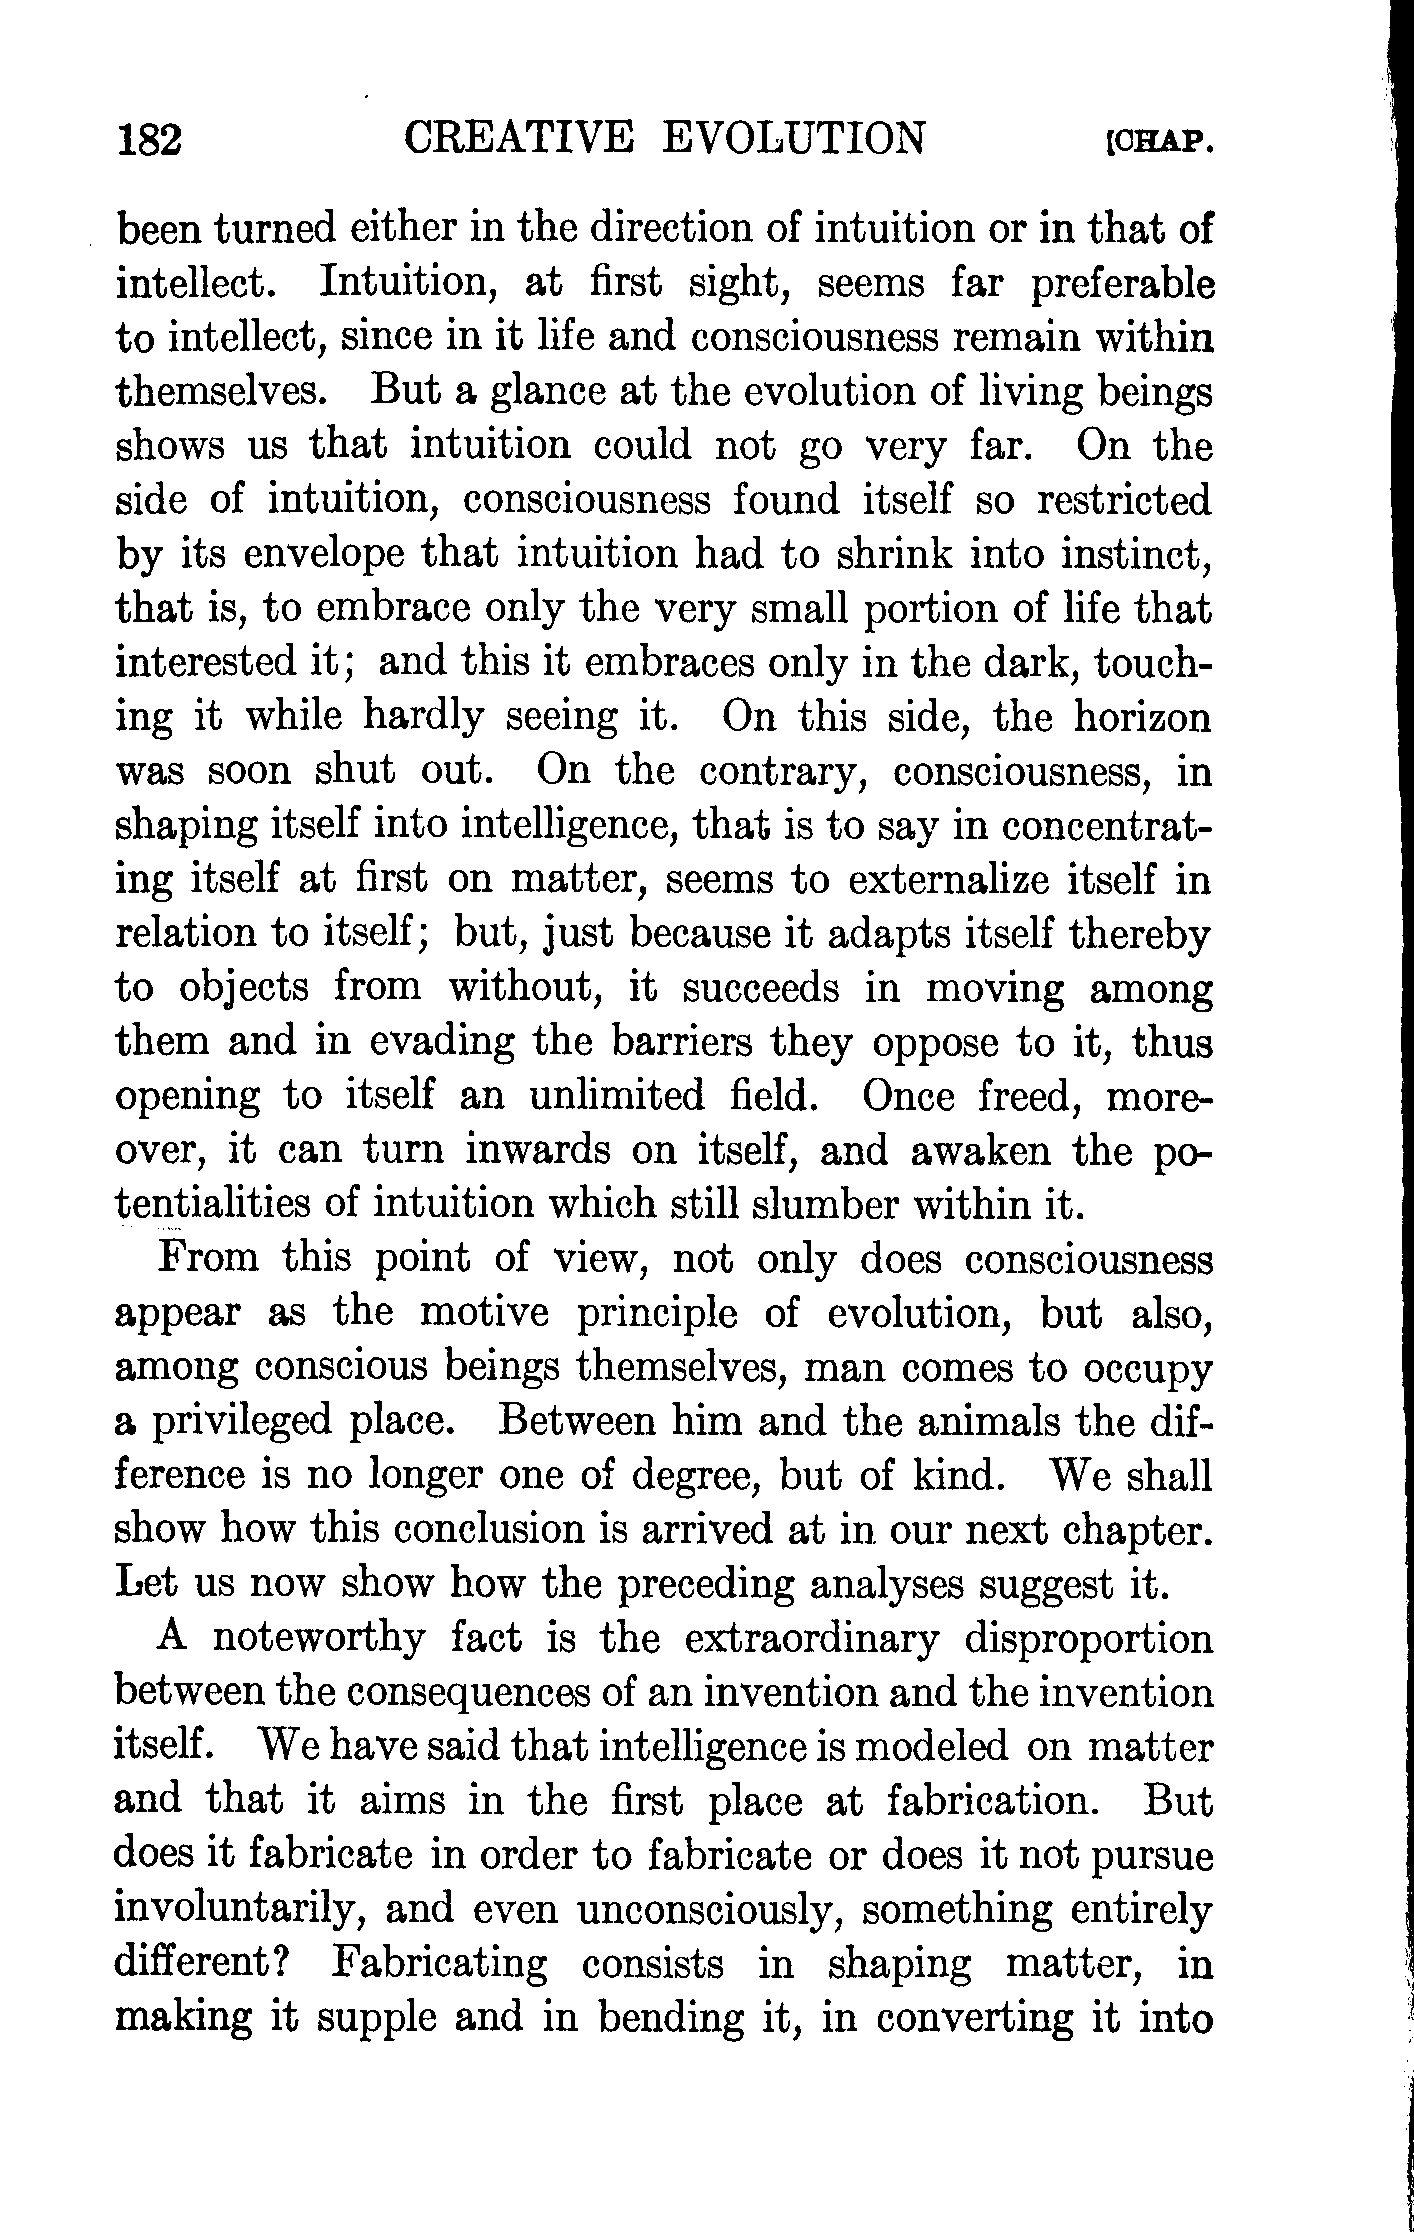 182 CREATIVE EVOLUTION [CHAP.
been turned either in the direction of intuition or in that of
intellect. Intuition, at first sight, seems far preferable
to intellect, since in it life and consciousness remain within
themselves. But a glance at the evolution of living beings
shows us that intuition could not go very far. On the
side of intuition, consciousness found itself so restricted
by its envelope that intuition had to shrink into instinct,
that is, to embrace only the very small portion of life that
interested it; and this it embraces only in the dark, touch-
ing it while hardly seeing it. On this side, the horizon
was soon shut out. On the contrary, consciousness, in
shaping itself into intelligence, that is to say in concentrat-
ing itself at first on matter, seems to externalize itself in
relation to itself; but, just because it adapts itself thereby
to objects from without, it succeeds in moving among
them and in evading the barriers they oppose to it, thus
opening to itself an unlimited field. Once freed, more-
over, it can turn inwards on itself, and awaken the po-
tentialities of intuition which still slumber within it.
From this point of view, not only does consciousness
appear as the motive principle of evolution, but also,
among conscious beings themselves, man comes to occupy
a privileged place. Between him and the animals the dif-
ference is no longer one of degree, but of kind. We shall
show how this conclusion is arrived at in our next chapter.
Let us now show how the preceding analyses suggest it.
A noteworthy fact is the extraordinary disproportion
between the consequences of an invention and the invention
itself. We have said that intelligence is modeled on matter
and that it aims in the first place at fabrication. But
does it fabricate in order to fabricate or does it not pursue
involuntarily, and even unconsciously, something entirely
different? Fabricating consists in shaping matter, in
making it supple and in bending it, in converting it into